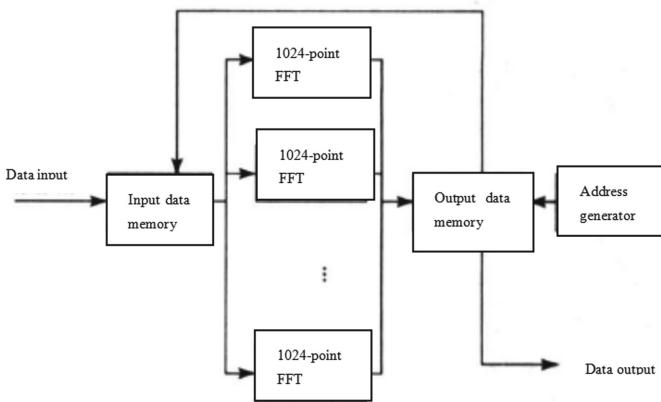 1024-point
FFT
1024-point
FFT
Data input
Input data
memory
Output data
memory
Address
generator
...
1024-point
FFT
Data output